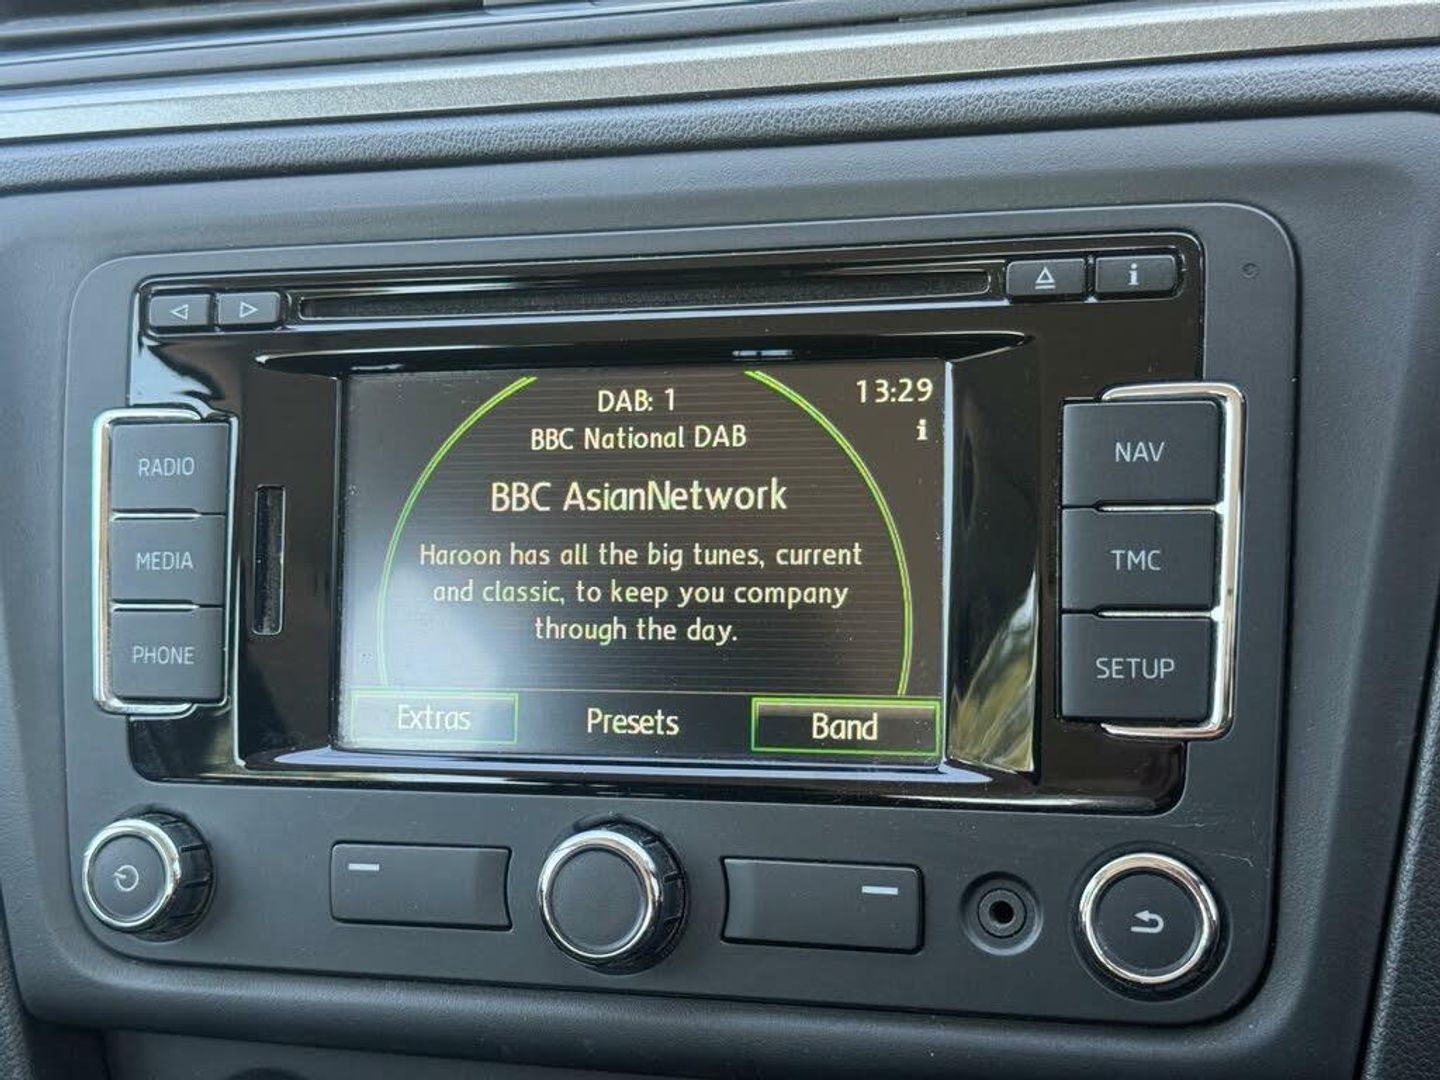 i
13:29
DAB: 1
i
BBC National DAB
RADIO
NAV
BBC AsianNetwork
MEDIA
Haroon has all the big tunes, current
TMC
and classic, to keep you company
through the day.
PHONE
SETUP
Extras
Presets
Band